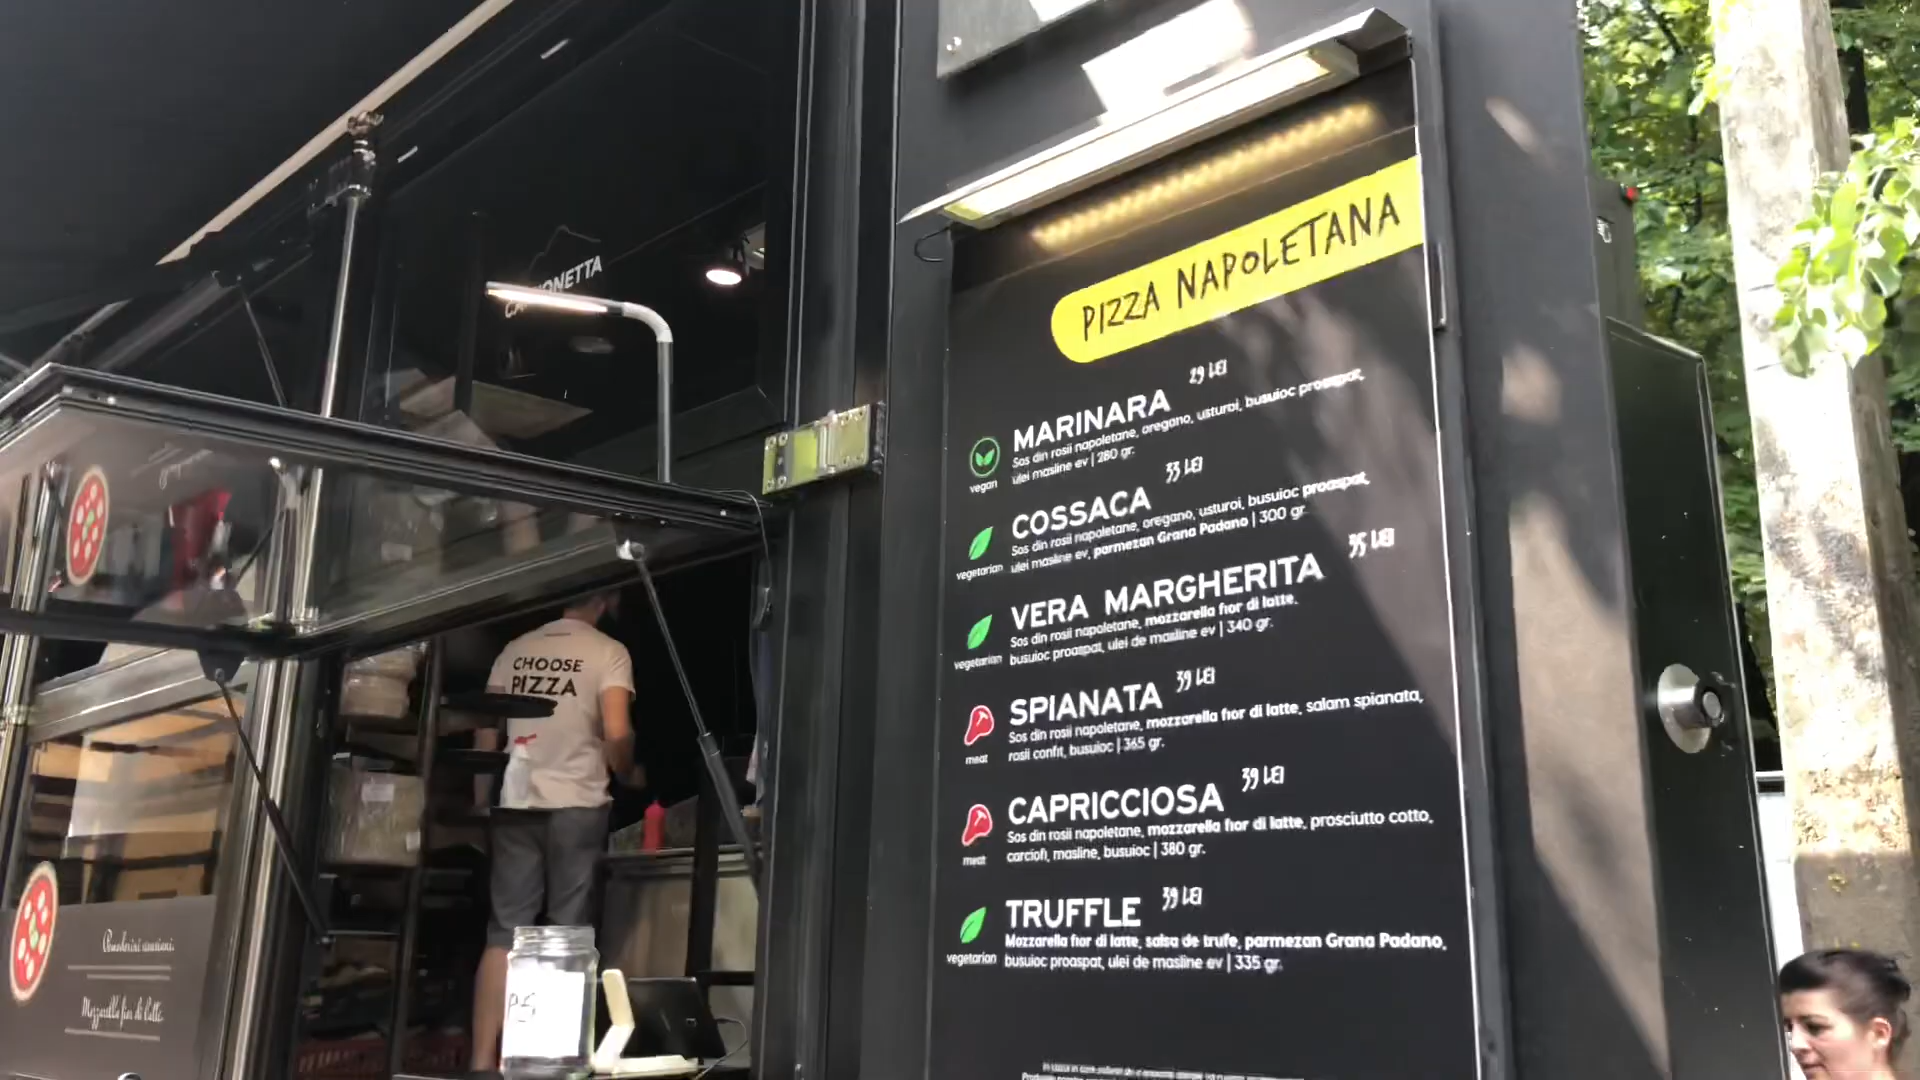 PIZZA NAPOLETANA
MARINARA 29 LEI
Sos din rosii napoletane, oregano, usturoi, busuioc proaspat,
ulei masline ev | 280 gr.
vegan
COSSACA 33 LEI
Sos din rosii napoletane, oregano, usturoi, busuioc proaspat,
ulei masline ev, parmezan Grana Padano | 300 gr.
vegetarian
VERA MARGHERITA 35 LEI
Sos din rosii napoletane, mozzarella fior di latte,
busuioc proaspat, ulei de masline ev | 340 gr.
vegetarian
SPIANATA 39 LEI
Sos din rosii napoletane, mozzarella fior di latte, salam spianata,
rosii confit, busuioc | 365 gr.
meat
CAPRICCIOSA 39 LEI
Sos din rosii napoletane, mozzarella fior di latte, prosciutto cotto,
carciofi, masline, busuioc | 380 gr.
meat
TRUFFLE 39 LEI
Mozzarella fior di latte, salsa de trufe, parmezan Grana Padano,
busuioc proaspat, ulei de masline ev | 335 gr.
vegetarian
CHOOSE
PIZZA
Mozzarella fior di latte